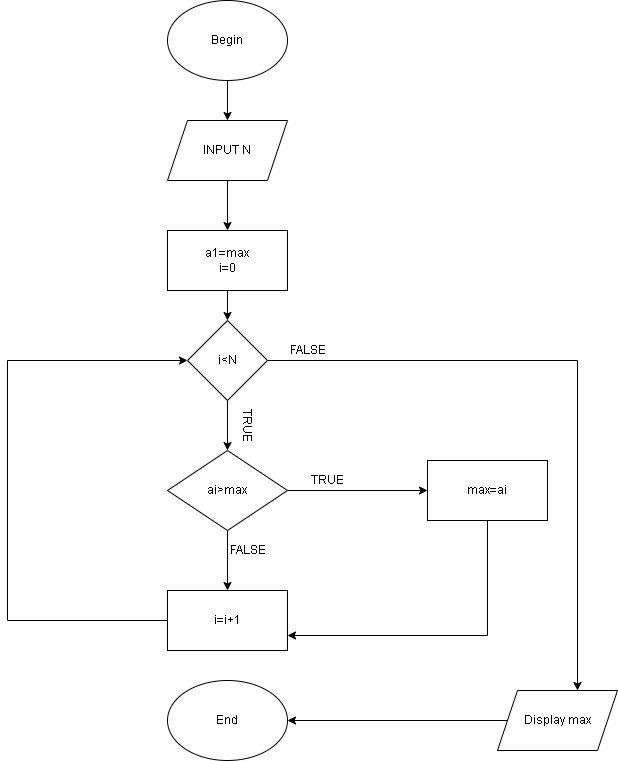 Begin
INPUT N
a1=max
i=0
i<N
FALSE
TRUE
ai>max
TRUE
max=ai
FALSE
i=i+1
End
Display max